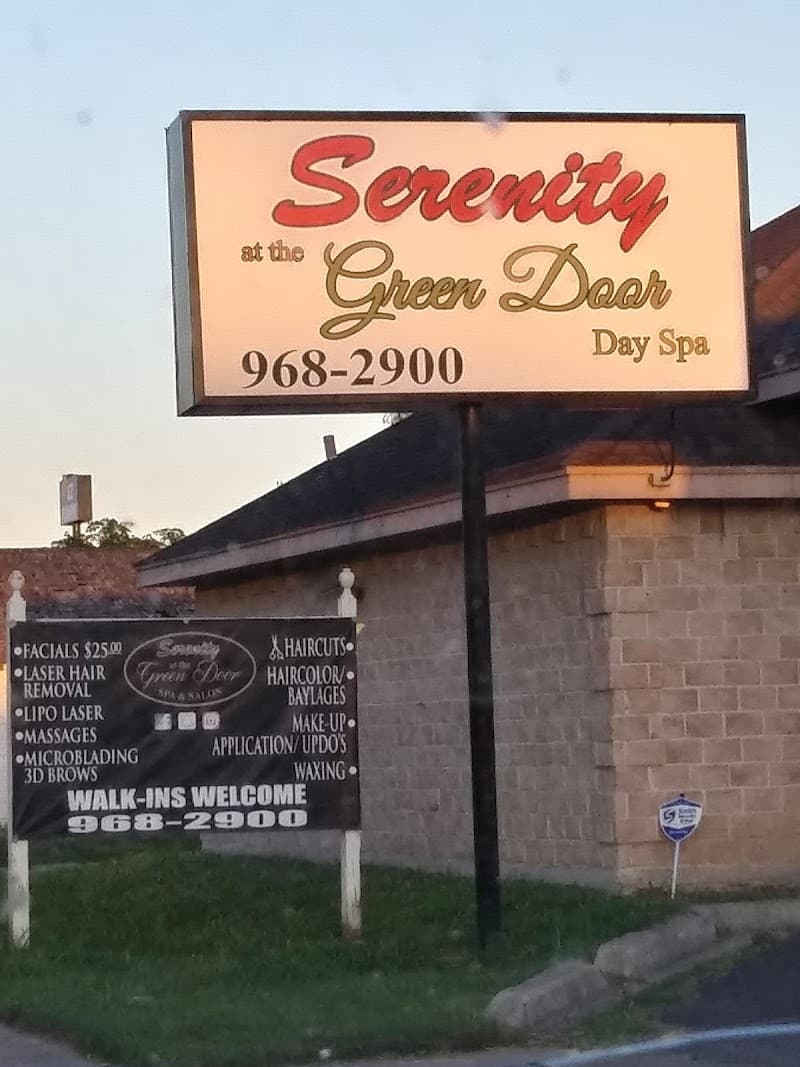 Serenity
at the Green Door
Day Spa
968-2900
•FACIALS $25.00
•LASER HAIR
REMOVAL
•LIPO LASER
•MASSAGES
•MICROBLADING
3D BROWS
Serenity
at the
Green Door
SPA & SALON
HAIRCUTS•
HAIRCOLOR/•
BAYLAGES
MAKE-UP•
APPLICATION/UPDO'S
WAXING•
WALK-INS WELCOME
968-2900